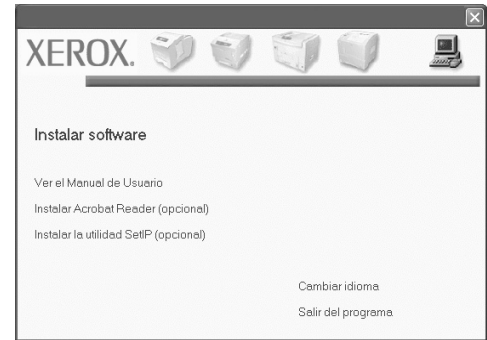 XEROX.
Instalar software
Ver el Manual de Usuario
Instalar Acrobat Reader (opcional)
Instalar la utilidad SetIP (opcional)
Cambiar idioma
Salir del programa